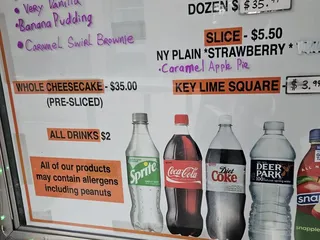 Very Vanilla
Banana Pudding
Caramel Swirl Brownie
DOZEN $35.
SLICE - $5.50
NY PLAIN *STRAWBERRY *
Caramel Apple Pie
WHOLE CHEESECAKE - $35.00
(PRE-SLICED)
KEY LIME SQUARE - $3.
ALL DRINKS $2
All of our products
may contain allergens
including peanuts
Sprite
Coca-Cola
Diet
Coke
DEER
PARK
snap